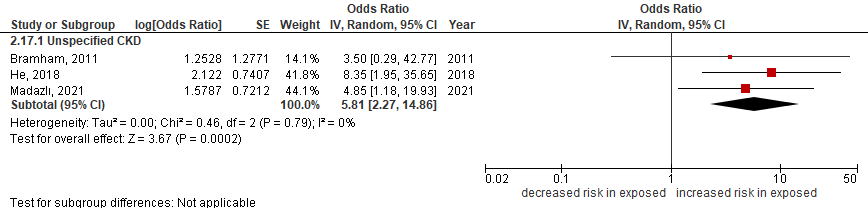 Odds Ratio Odds Ratio
Study or Subgroup log[Odds Ratio] SE Weight IV, Random, 95% CI Year IV, Random, 95% CI
2.17.1 Unspecified CKD
Bramham, 2011 1.2528 1.2771 14.1% 3.50 [0.29, 42.77] 2011
He, 2018 2.122 0.7407 41.8% 8.35 [1.95, 35.65] 2018
Madazlı, 2021 1.5787 0.7212 44.1% 4.85 [1.18, 19.93] 2021
Subtotal (95% CI) 100.0% 5.81 [2.27, 14.86]
Heterogeneity: Tau² = 0.00; Chi² = 0.46, df = 2 (P = 0.79); I² = 0%
Test for overall effect: Z = 3.67 (P = 0.0002)
0.02 0.1 1 10 50
decreased risk in exposed increased risk in exposed
Test for subgroup differences: Not applicable